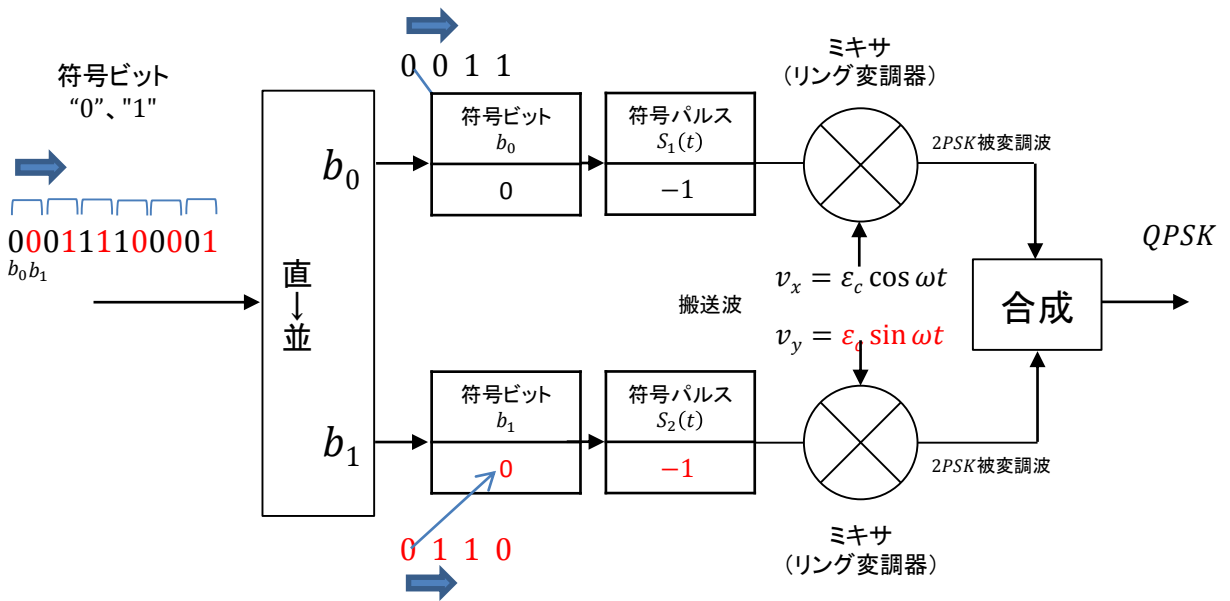 符号ビット
“0”、"1"
000111100001
b₀b₁
直→並
b₀
b₁
0 0 1 1
符号ビット
b₀
0
符号パルス
S₁(t)
−1
ミキサ
(リング変調器)
2PSK被変調波
搬送波
vₓ = ε_c cos ωt
v_y = ε_c sin ωt
符号ビット
b₁
0
符号パルス
S₂(t)
−1
0 1 1 0
2PSK被変調波
ミキサ
(リング変調器)
合成
QPSK